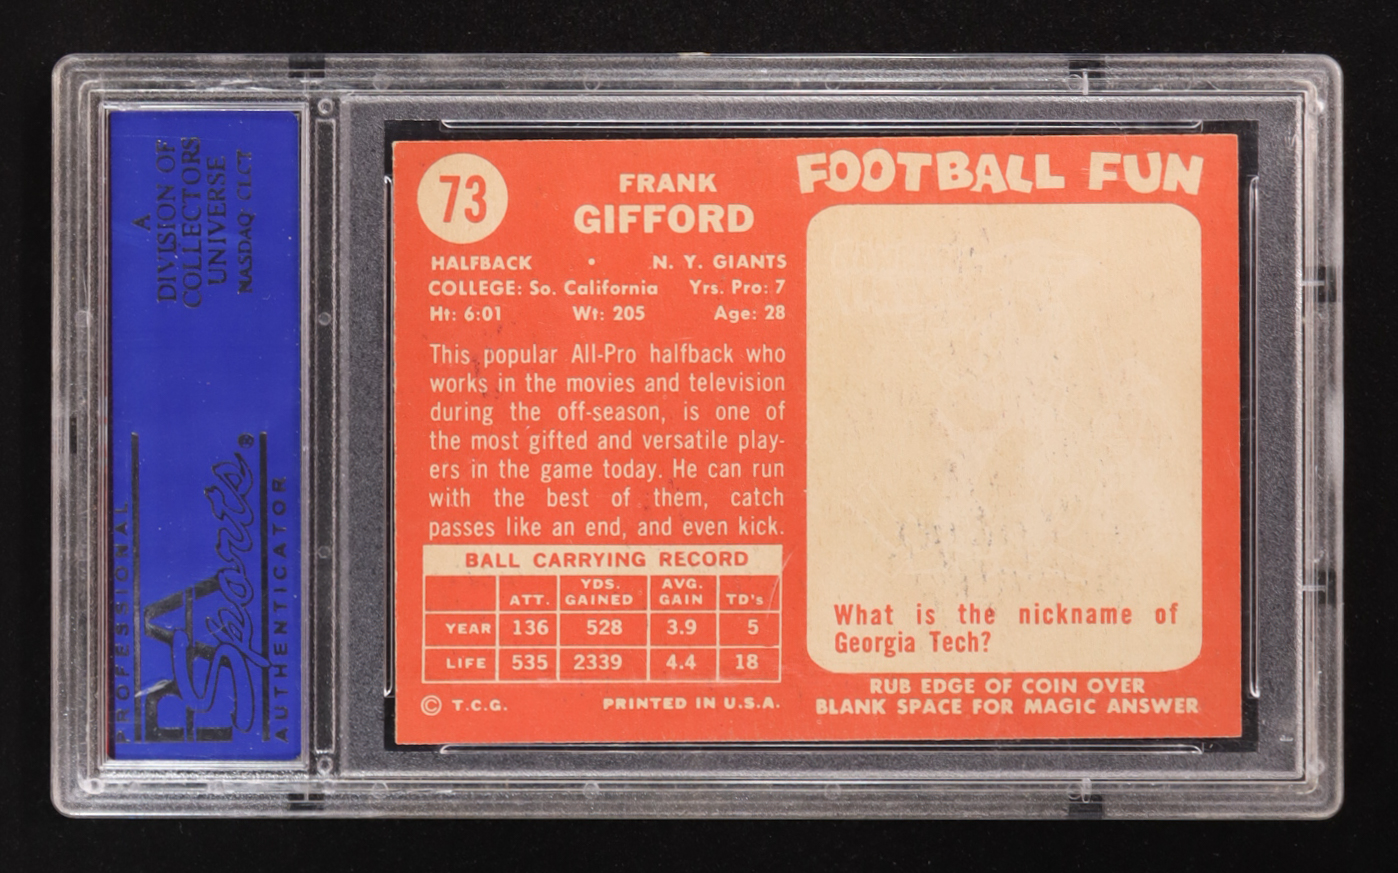 A
DIVISION OF
COLLECTORS
UNIVERSE
NASDAQ: CLCT
PROFESSIONAL
PSA
Sports®
AUTHENTICATOR
73
FRANK
GIFFORD
HALFBACK • N. Y. GIANTS
COLLEGE: So. California Yrs. Pro: 7
Ht: 6:01 Wt: 205 Age: 28
This popular All-Pro halfback who
works in the movies and television
during the off-season, is one of
the most gifted and versatile play-
ers in the game today. He can run
with the best of them, catch
passes like an end, and even kick.
BALL CARRYING RECORD
ATT. YDS. GAINED AVG. GAIN TD's
YEAR 136 528 3.9 5
LIFE 535 2339 4.4 18
© T.C.G. PRINTED IN U.S.A.
FOOTBALL FUN
What is the nickname of
Georgia Tech?
RUB EDGE OF COIN OVER
BLANK SPACE FOR MAGIC ANSWER